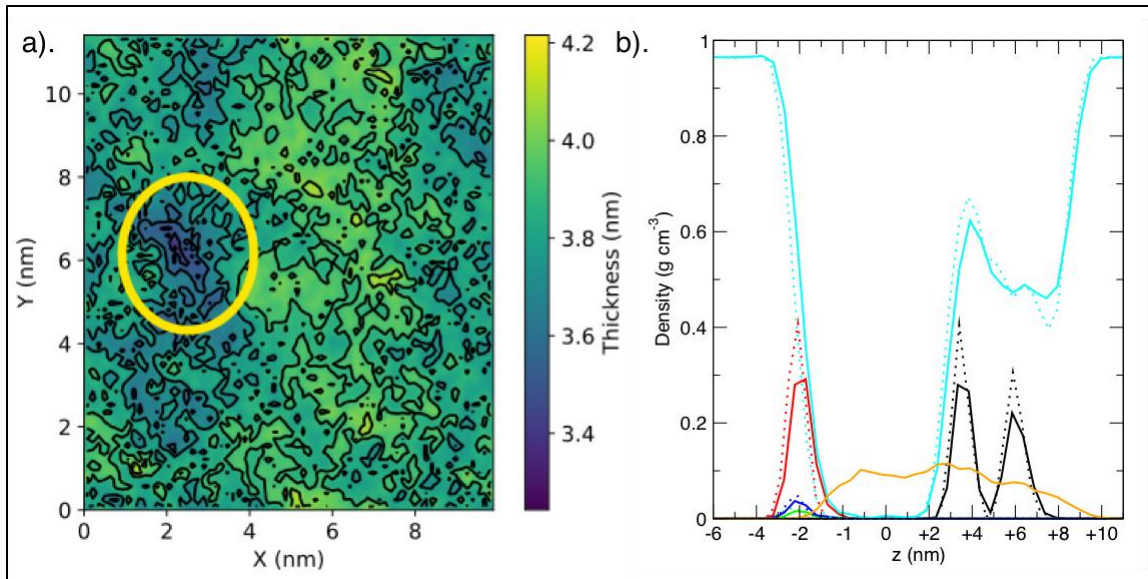 a).
10
8
6
4
2
0
0 2 4 6 8
Y (nm)
X (nm)
4.2
4.0
3.8
3.6
3.4
Thickness (nm)
b).
1
0.8
0.6
0.4
0.2
0
-6 -4 -2 -1 0 +2 +4 +6 +8 +10
Density (g cm⁻³)
z (nm)